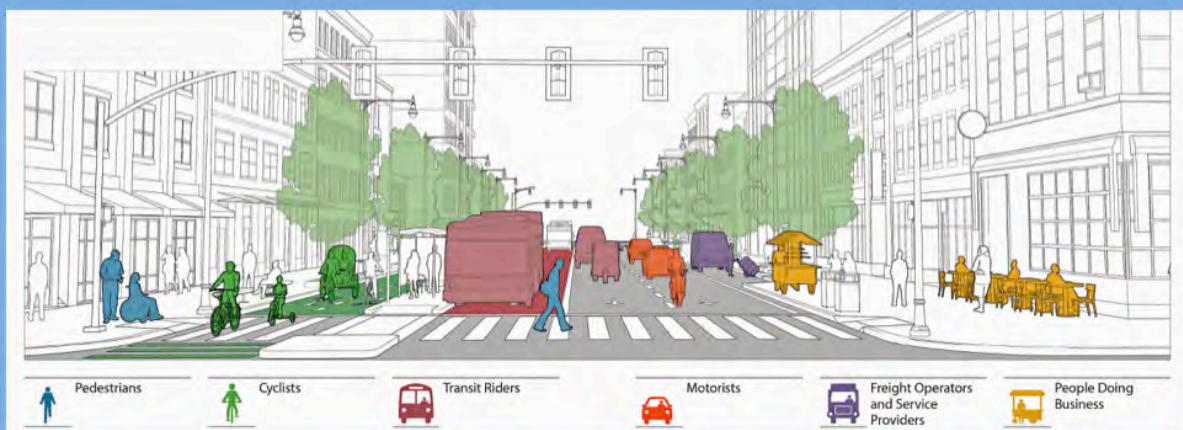 Pedestrians
Cyclists
Transit Riders
Motorists
Freight Operators
and Service
Providers
People Doing
Business